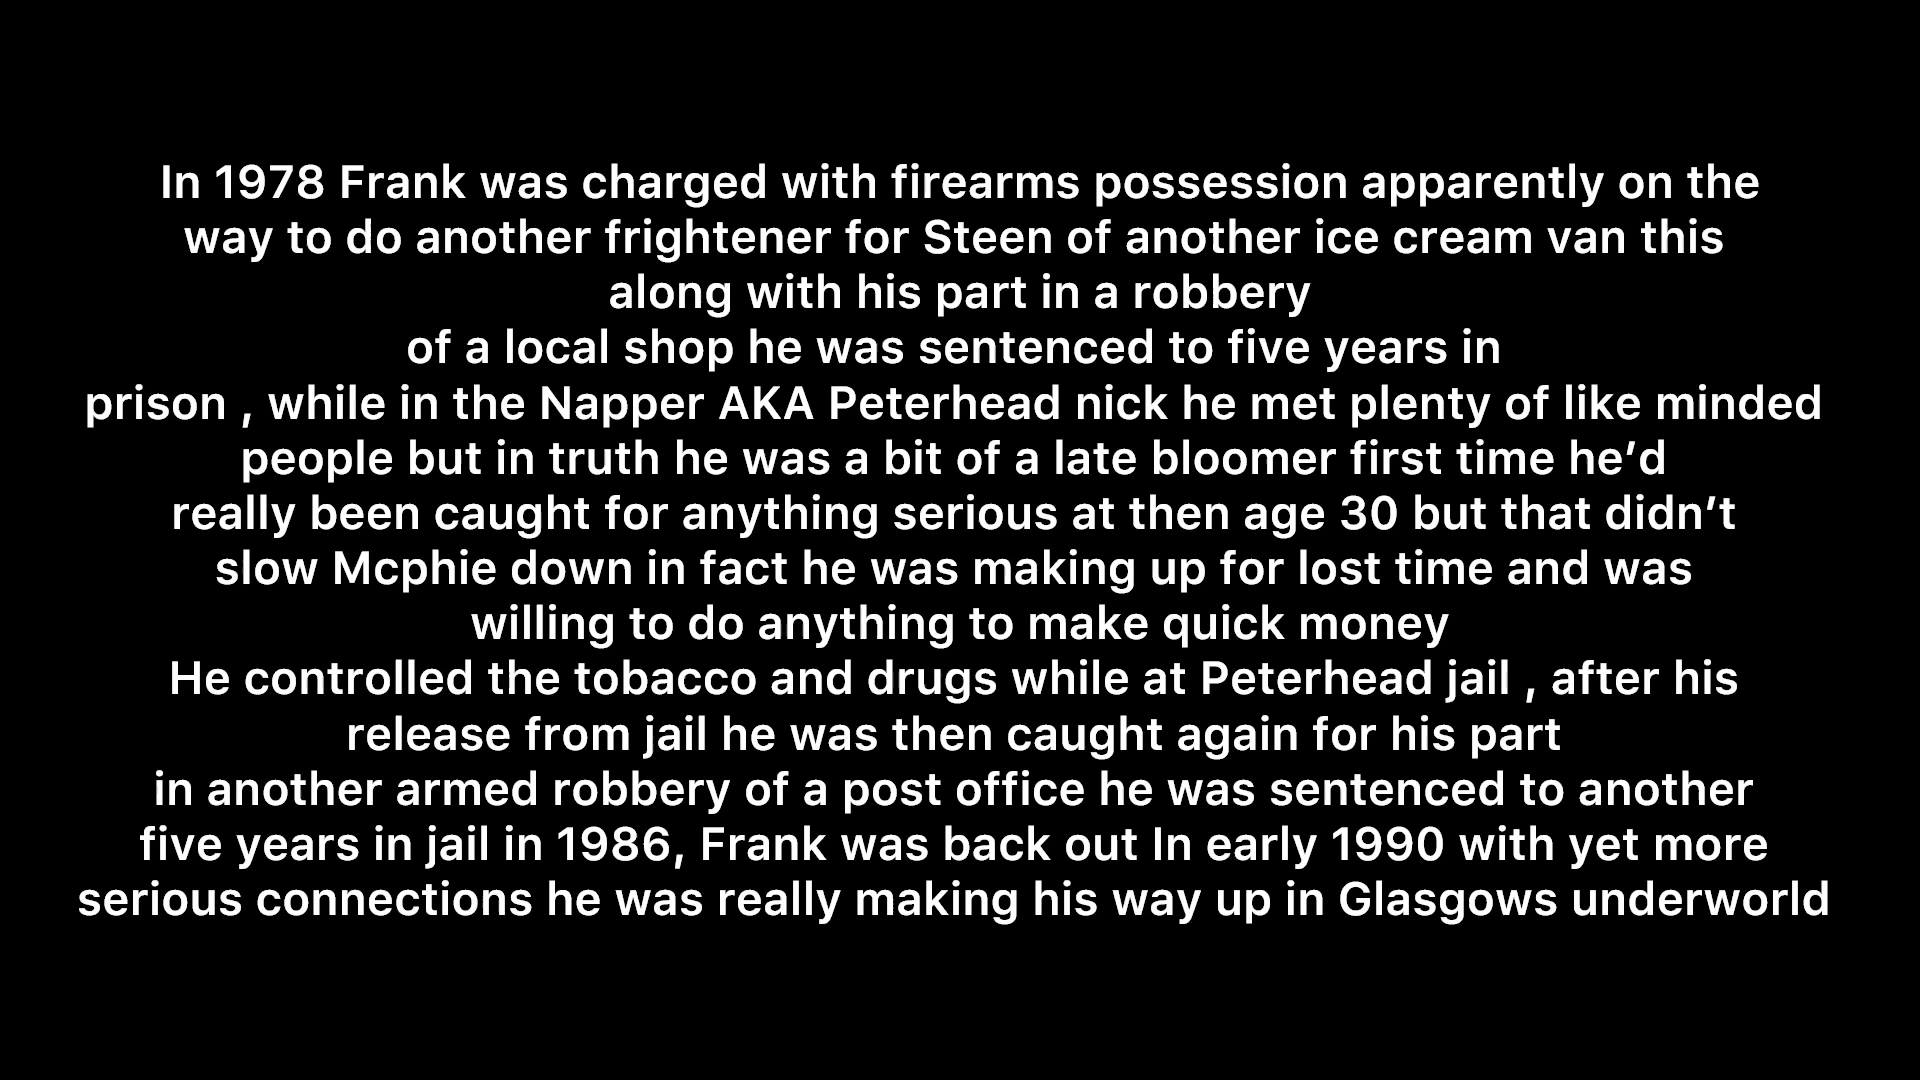 In 1978 Frank was charged with firearms possession apparently on the
way to do another frightener for Steen of another ice cream van this
along with his part in a robbery
of a local shop he was sentenced to five years in
prison , while in the Napper AKA Peterhead nick he met plenty of like minded
people but in truth he was a bit of a late bloomer first time he’d
really been caught for anything serious at then age 30 but that didn’t
slow Mcphie down in fact he was making up for lost time and was
willing to do anything to make quick money
He controlled the tobacco and drugs while at Peterhead jail , after his
release from jail he was then caught again for his part
in another armed robbery of a post office he was sentenced to another
five years in jail in 1986, Frank was back out In early 1990 with yet more
serious connections he was really making his way up in Glasgows underworld